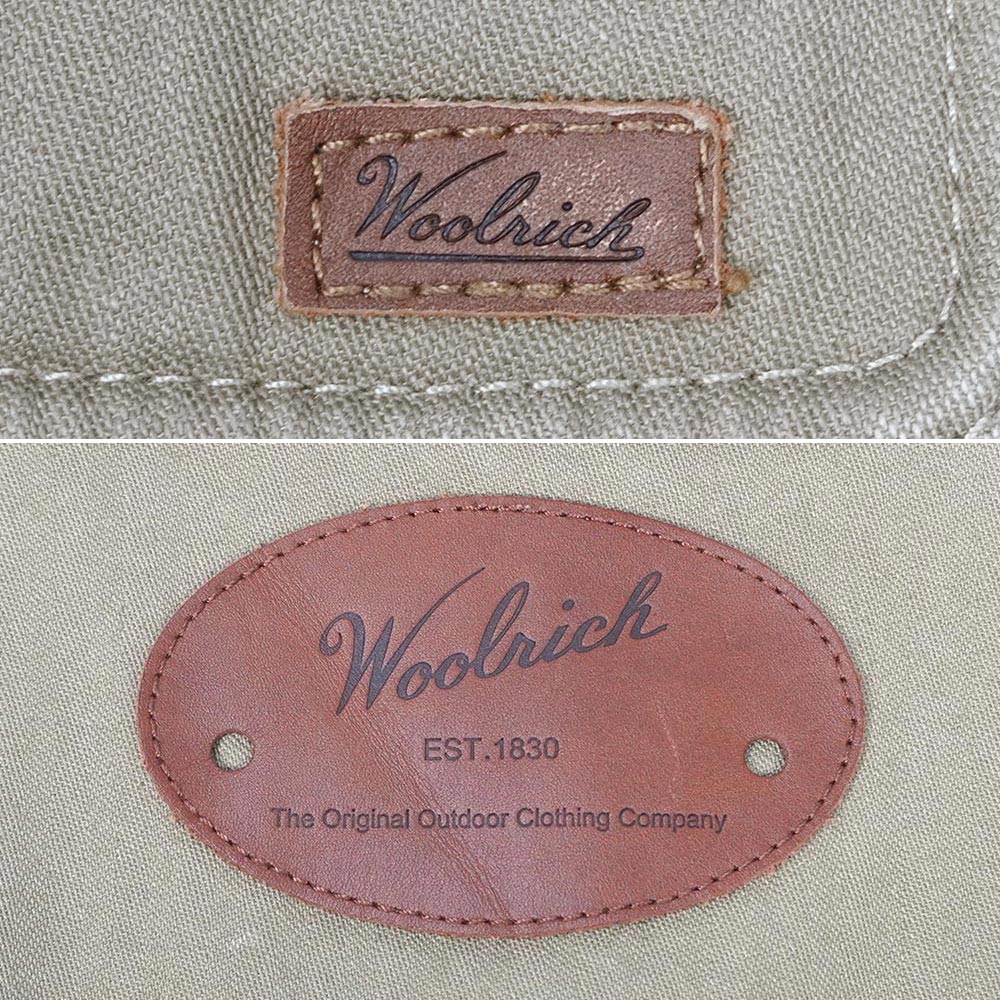 Woolrich
Woolrich
EST.1830
The Original Outdoor Clothing Company